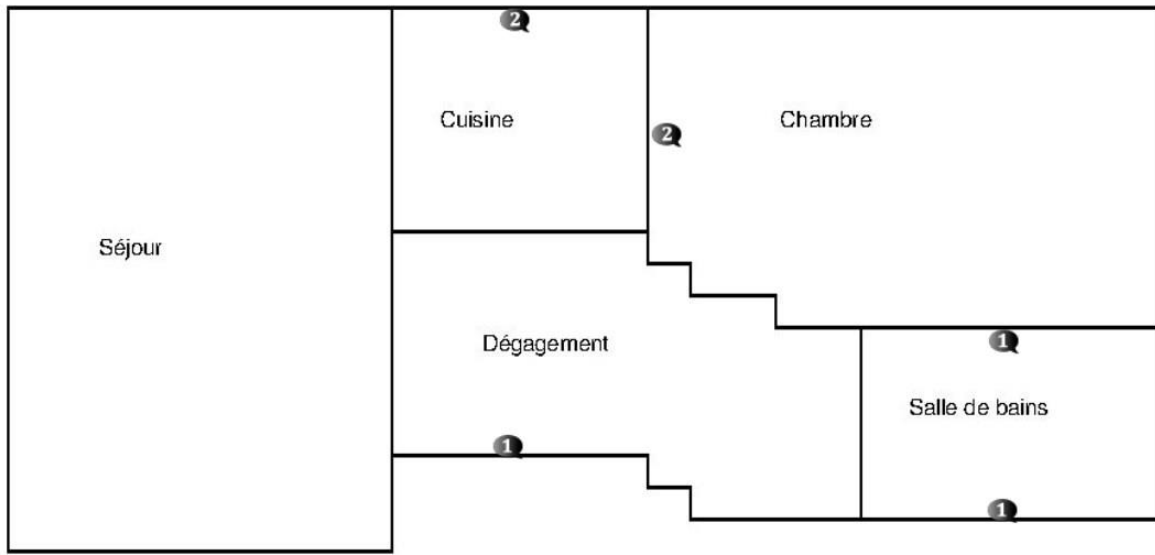 2
Cuisine
Chambre
2
Séjour
Dégagement
1
Salle de bains
1
1